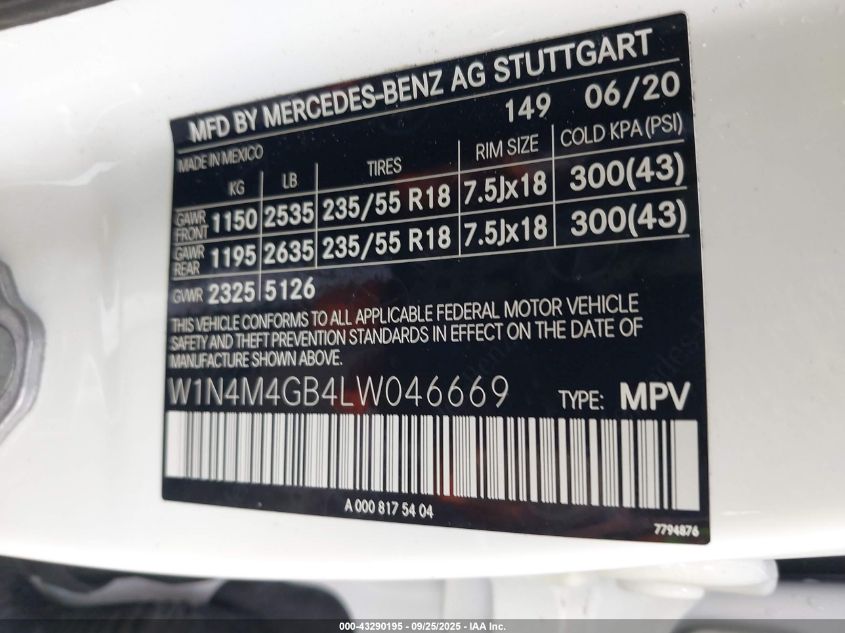 MFD BY MERCEDES-BENZ AG STUTTGART
149 06/20
MADE IN MEXICO
KG LB TIRES RIM SIZE COLD KPA (PSI)
GAWR FRONT 1150 2535 235/55 R18 7.5Jx18 300(43)
GAWR REAR 1195 2635 235/55 R18 7.5Jx18 300(43)
GVWR 2325 5126
THIS VEHICLE CONFORMS TO ALL APPLICABLE FEDERAL MOTOR VEHICLE
SAFETY AND THEFT PREVENTION STANDARDS IN EFFECT ON THE DATE OF
MANUFACTURE SHOWN ABOVE.
W1N4M4GB4LW046669 TYPE: MPV
A 000 817 54 04
7794876
000-43290195 - 09/25/2025 - IAA Inc.